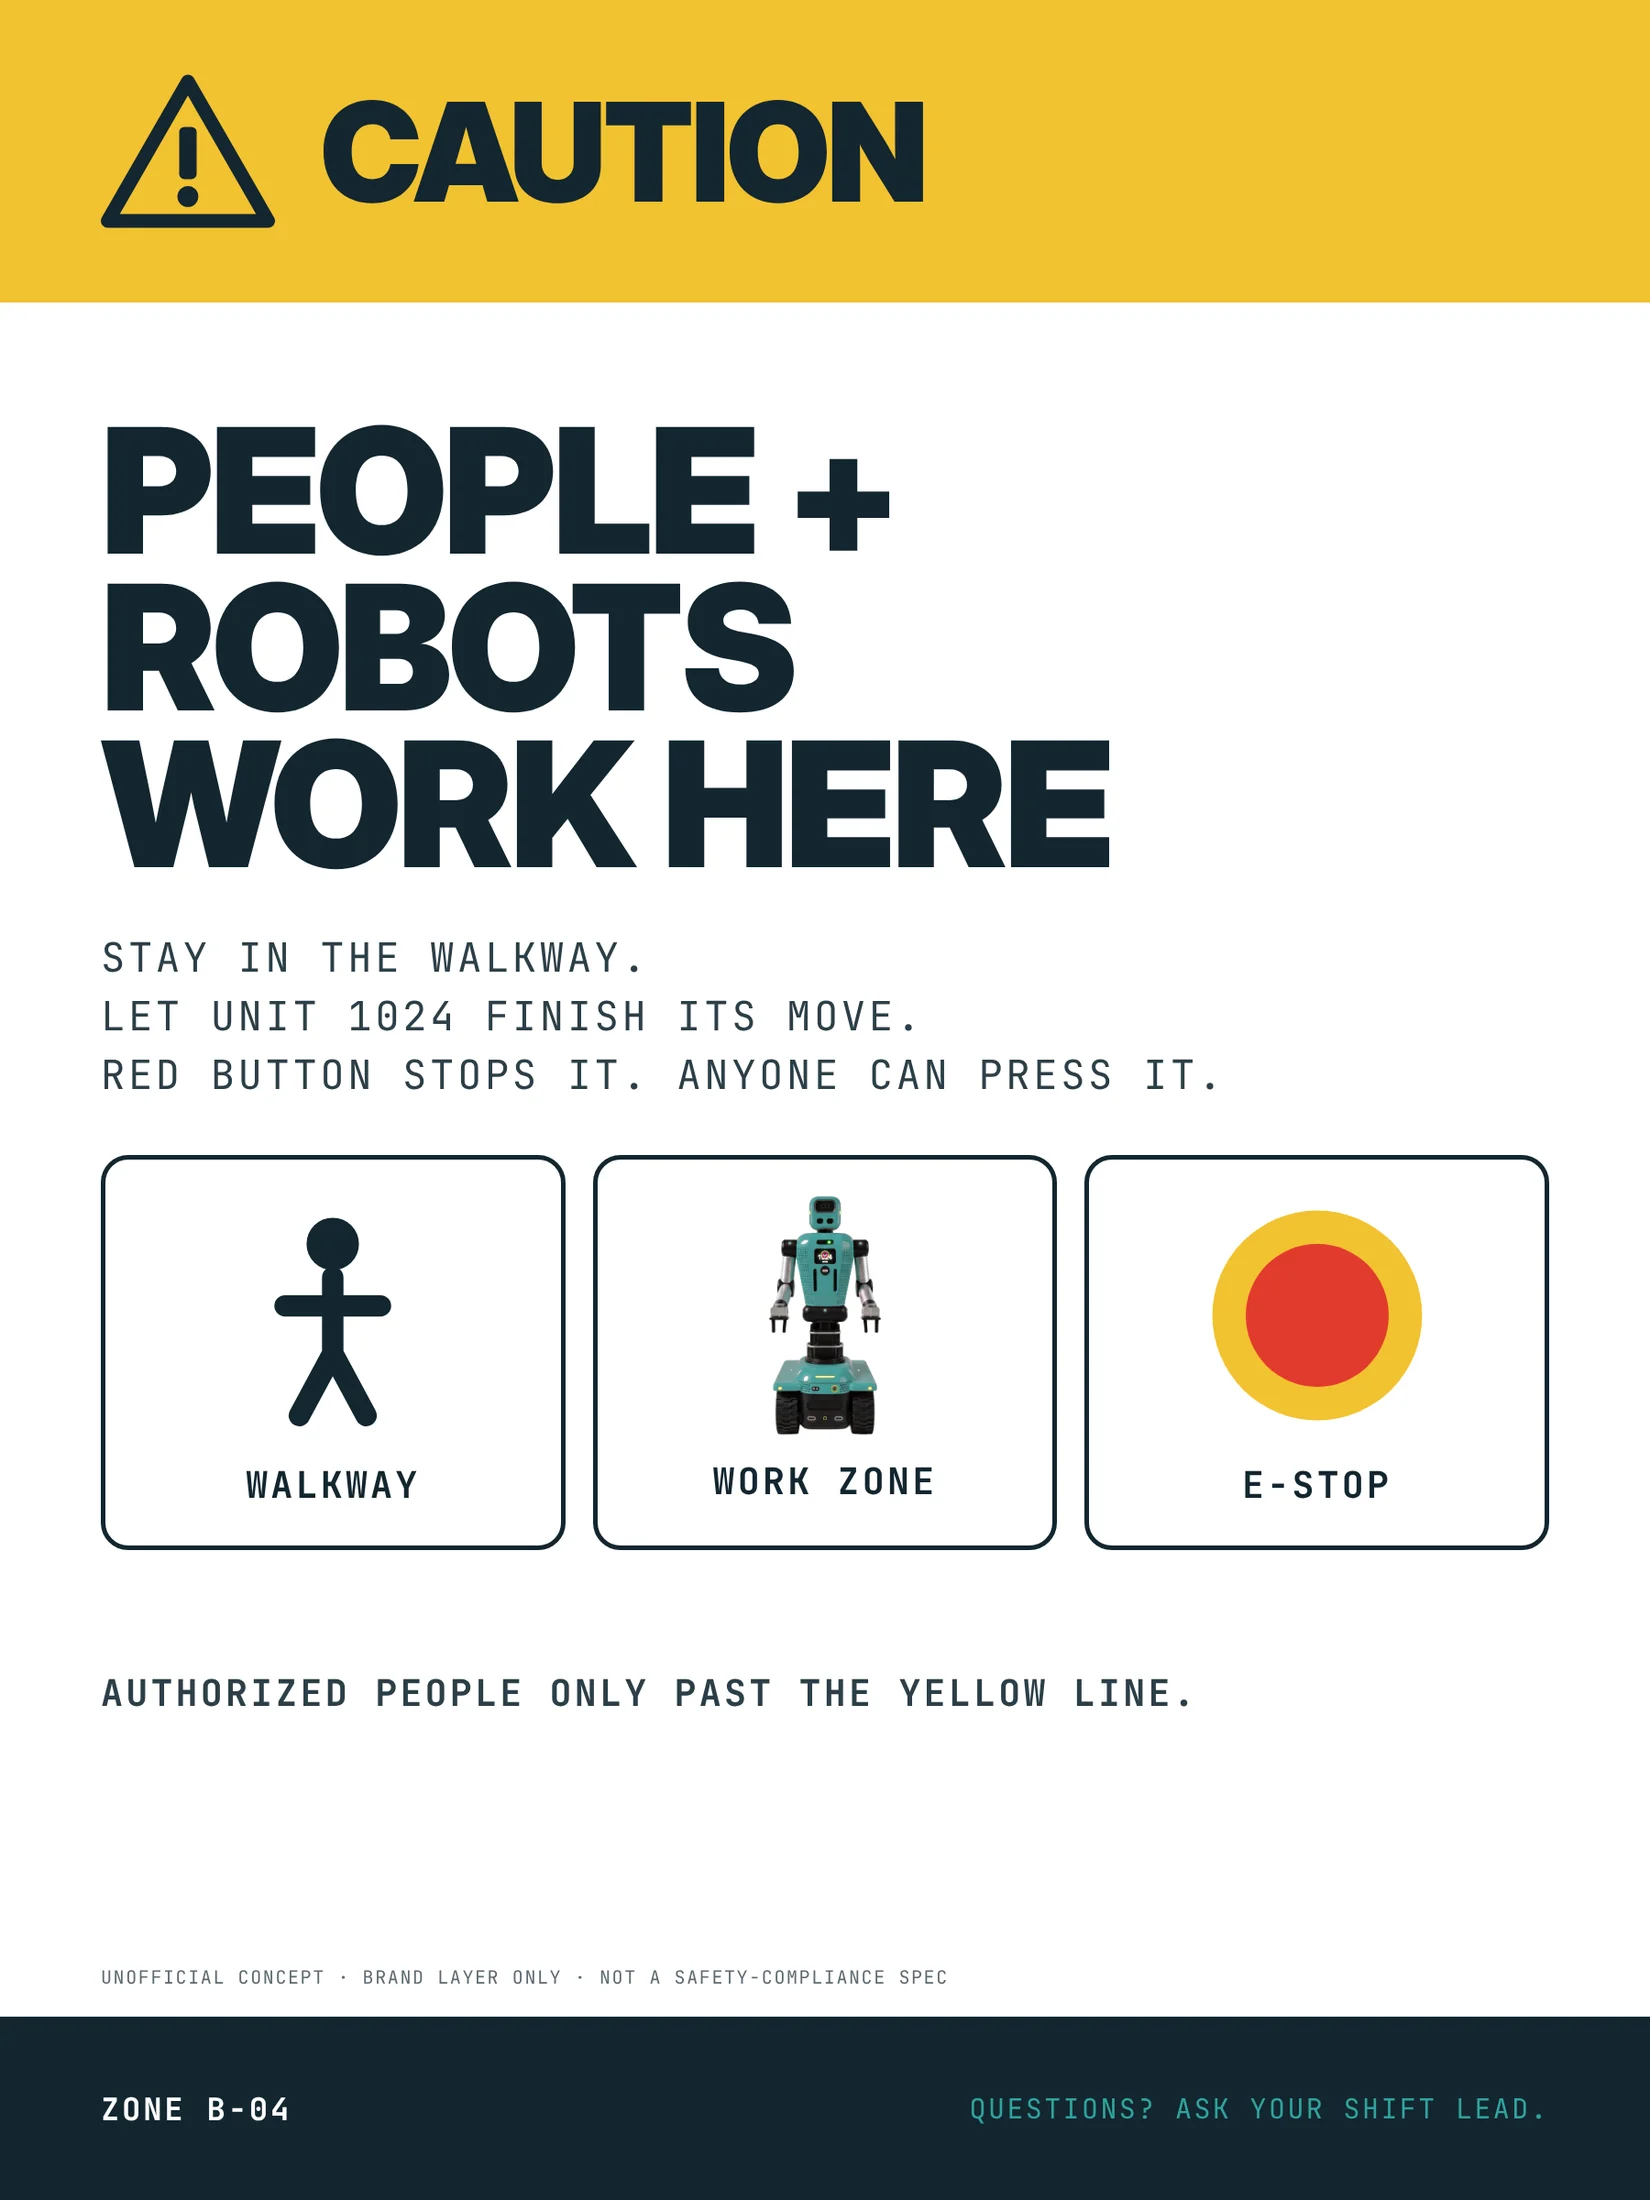 CAUTION
PEOPLE +
ROBOTS
WORK HERE
STAY IN THE WALKWAY.
LET UNIT 1024 FINISH ITS MOVE.
RED BUTTON STOPS IT. ANYONE CAN PRESS IT.
WALKWAY
WORK ZONE
E-STOP
AUTHORIZED PEOPLE ONLY PAST THE YELLOW LINE.
UNOFFICIAL CONCEPT · BRAND LAYER ONLY · NOT A SAFETY-COMPLIANCE SPEC
ZONE B-04
QUESTIONS? ASK YOUR SHIFT LEAD.